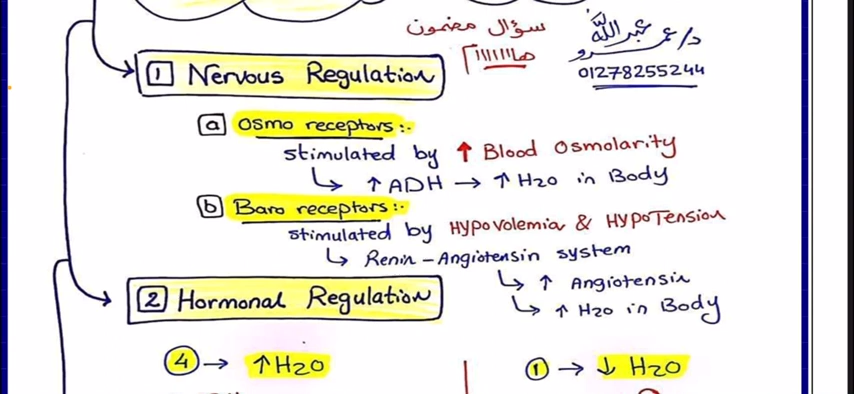 سؤال مضمون
هااااااام
د/عمرو عبدالله
01278255244
1 Nervous Regulation
a Osmo receptors:-
stimulated by ↑ Blood Osmolarity
↳ ↑ ADH → ↑ H2O in Body
b Baro receptors:-
stimulated by HYPOVolemia & HYPOTension
↳ Renin-Angiotensin system
↳ ↑ Angiotensin
↳ ↑ H2O in Body
2 Hormonal Regulation
4 → ↑H2O
1 → ↓ H2O